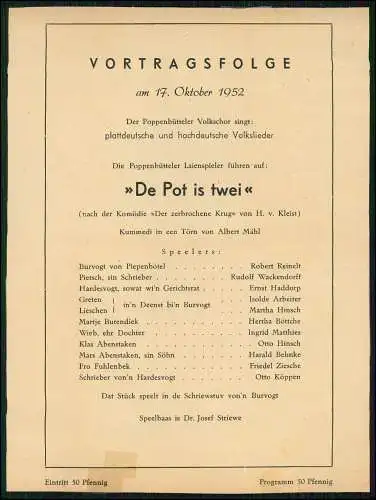 VORTRAGSFOLGE
am 17. Oktober 1952
Der Poppenbütteler Volkschor singt:
plattdeutsche und hochdeutsche Volkslieder
Die Poppenbütteler Laienspieler führen auf:
»De Pot is twei«
(nach der Komödie »Der zerbrochene Krug« von H. v. Kleist)
Kummedi in een Törn von Albert Mähl
Speelers:
Burvogt von Piepenbötel . . . . . . . . Robert Reinelt
Pietsch, sin Schrieber . . . . . . . . Rudolf Wackendorff
Hardesvogt, sowat wi'n Gerichtsrat . . . . Ernst Haddorp
Greten } in'n Deenst bi'n Burvogt . . . . Isolde Arbeiter
Lieschen } . . . . Martha Hinsch
Martje Burendiek . . . . . . . . Hertha Böttche
Wieb, ehr Dochter . . . . . . . . Ingrid Matthies
Klas Abenstaken . . . . . . . . Otto Hinsch
Mars Abenstaken, sin Söhn . . . . . . . . Harald Behnke
Fro Fuhlenbek . . . . . . . . Friedel Ziesche
Schrieber von'n Hardesvogt . . . . . . . . Otto Köppen
Dat Stück speelt in de Schriewstuv von'n Burvogt
Speelbaas is Dr. Josef Striewe
Eintritt 50 Pfennig Programm 50 Pfennig